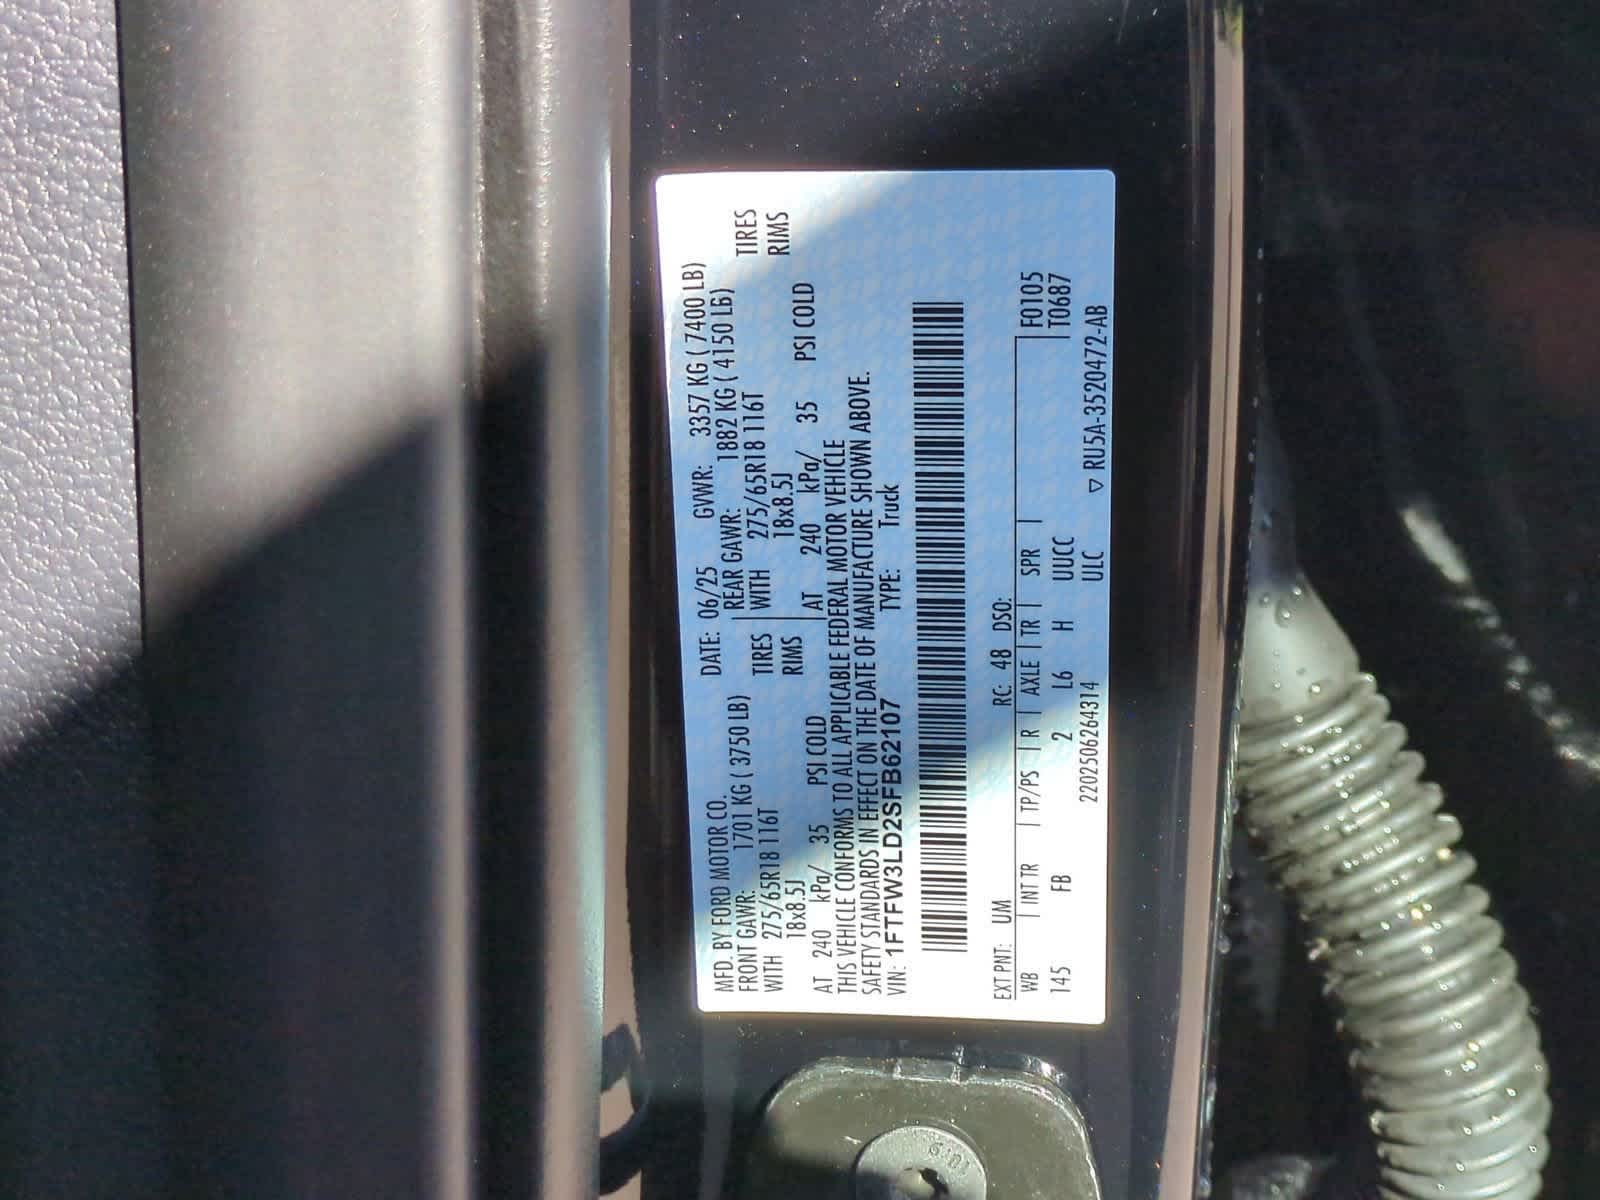 MFD. BY FORD MOTOR CO. DATE: 06/25 GVWR: 3357 KG ( 7400 LB)
FRONT GAWR: 1701 KG ( 3750 LB) REAR GAWR: 1882 KG ( 4150 LB)
WITH 275/65R18 116T TIRES WITH 275/65R18 116T TIRES
18x8.5J RIMS 18x8.5J RIMS
AT 240 kPa/ 35 PSI COLD AT 240 kPa/ 35 PSI COLD
THIS VEHICLE CONFORMS TO ALL APPLICABLE FEDERAL MOTOR VEHICLE
SAFETY STANDARDS IN EFFECT ON THE DATE OF MANUFACTURE SHOWN ABOVE.
VIN: 1FTFW3LD2SFB62107 TYPE: Truck
EXT PNT: UM RC: 48 DSO: F0105
WB | INT TR | TP/PS | R | AXLE | TR | SPR | T0687
145 FB 2 L6 H UUCC
2202506264314 ULC ▽ RU5A-3520472-AB